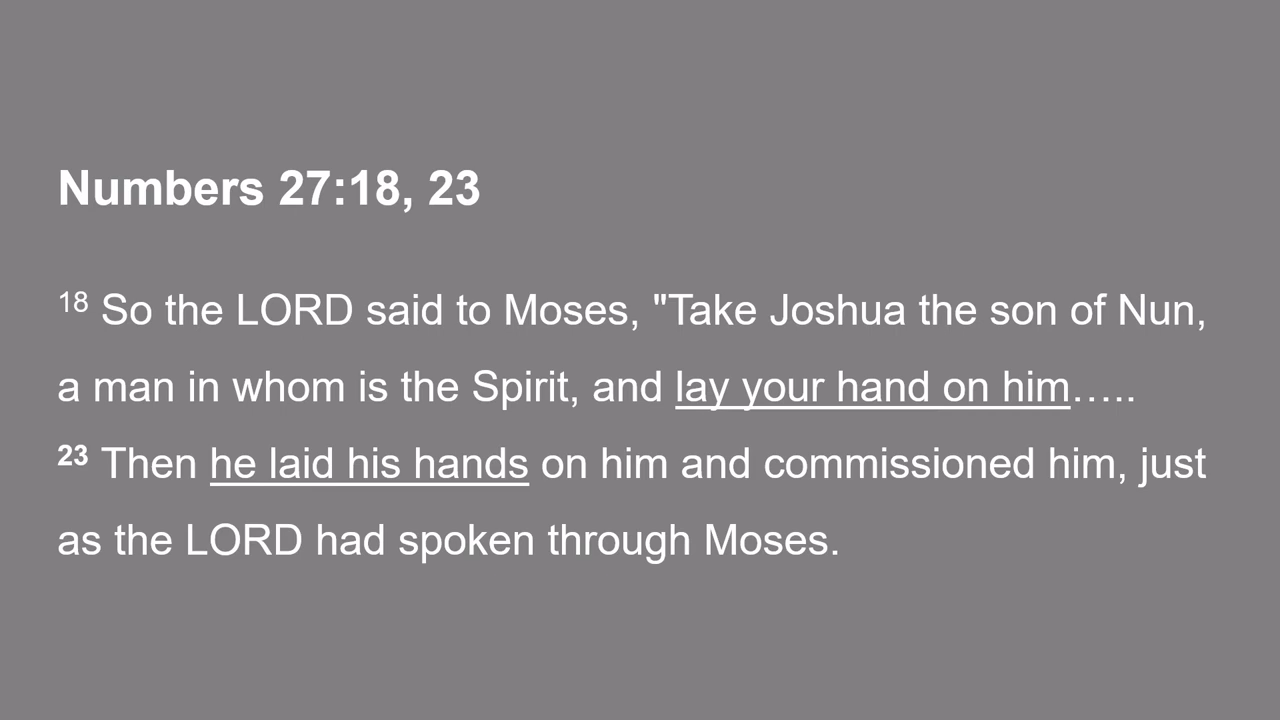 Numbers 27:18, 23
18 So the LORD said to Moses, "Take Joshua the son of Nun,
a man in whom is the Spirit, and lay your hand on him…..
23 Then he laid his hands on him and commissioned him, just
as the LORD had spoken through Moses.